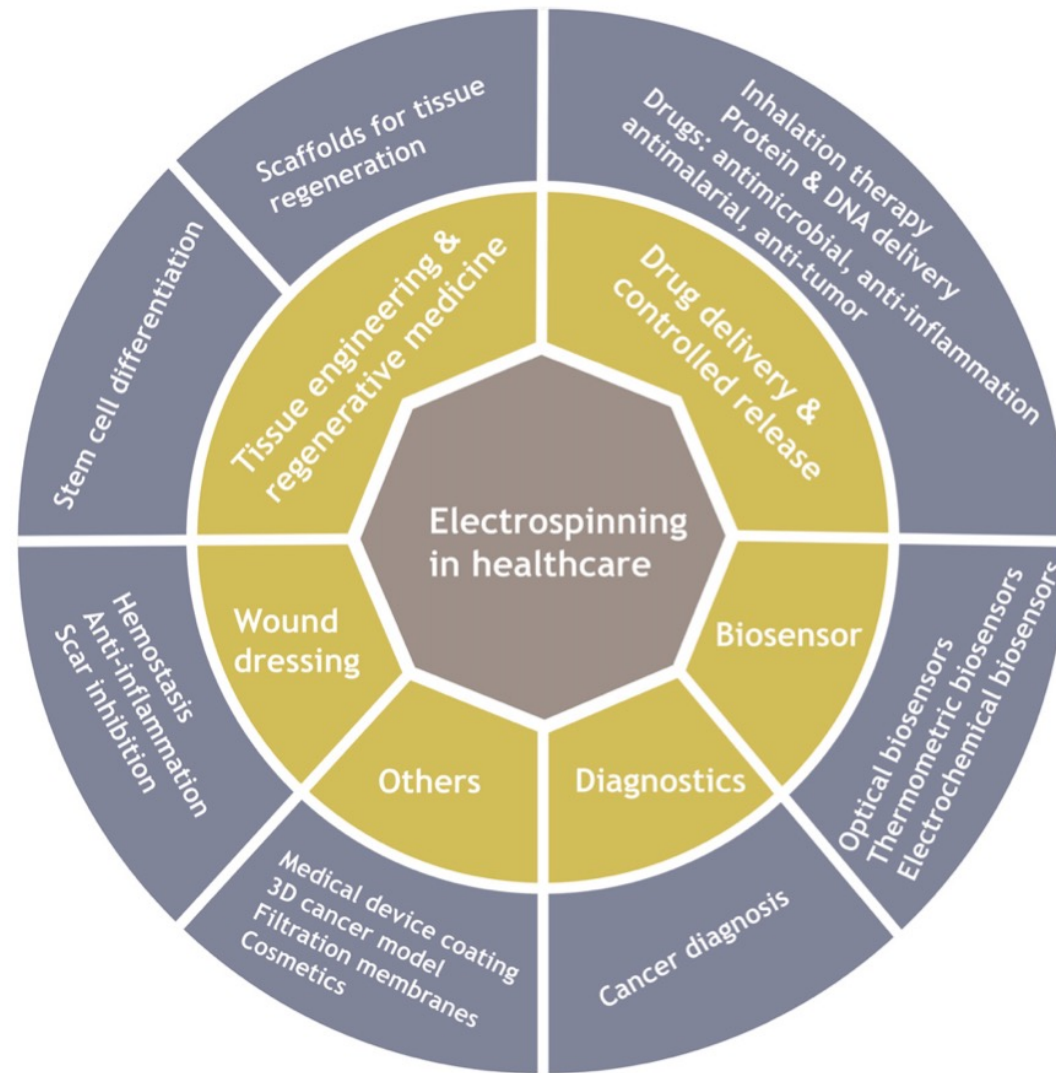 Electrospinning
in healthcare
Drug delivery &
controlled release
Inhalation therapy
Protein & DNA delivery
Drugs: antimicrobial, anti-inflammation
antimalarial, anti-tumor
Biosensor
Optical biosensors
Thermometric biosensors
Electrochemical biosensors
Diagnostics
Cancer diagnosis
Others
Medical device coating
3D cancer model
Filtration membranes
Cosmetics
Wound
dressing
Hemostasis
Anti-inflammation
Scar inhibition
Tissue engineering &
regenerative medicine
Stem cell differentiation
Scaffolds for tissue
regeneration